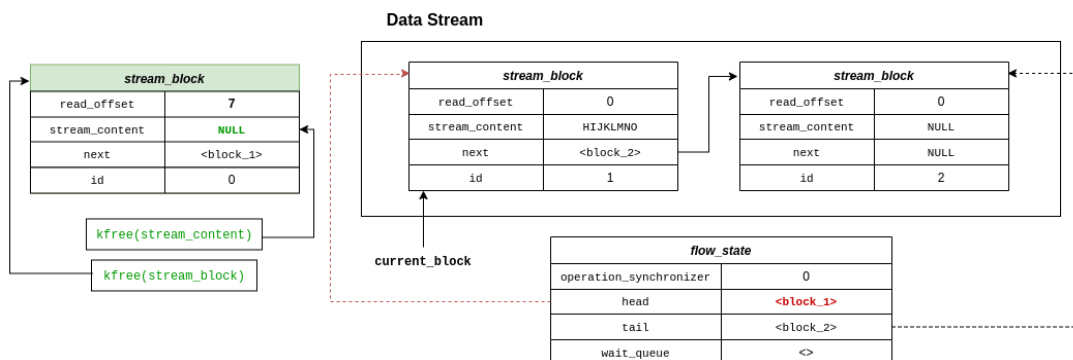 Data Stream
stream_block
read_offset 7
stream_content NULL
next <block_1>
id 0
kfree(stream_content)
kfree(stream_block)
stream_block
read_offset 0
stream_content HIJKLMNO
next <block_2>
id 1
stream_block
read_offset 0
stream_content NULL
next NULL
id 2
current_block
flow_state
operation_synchronizer 0
head <block_1>
tail <block_2>
wait_queue <>